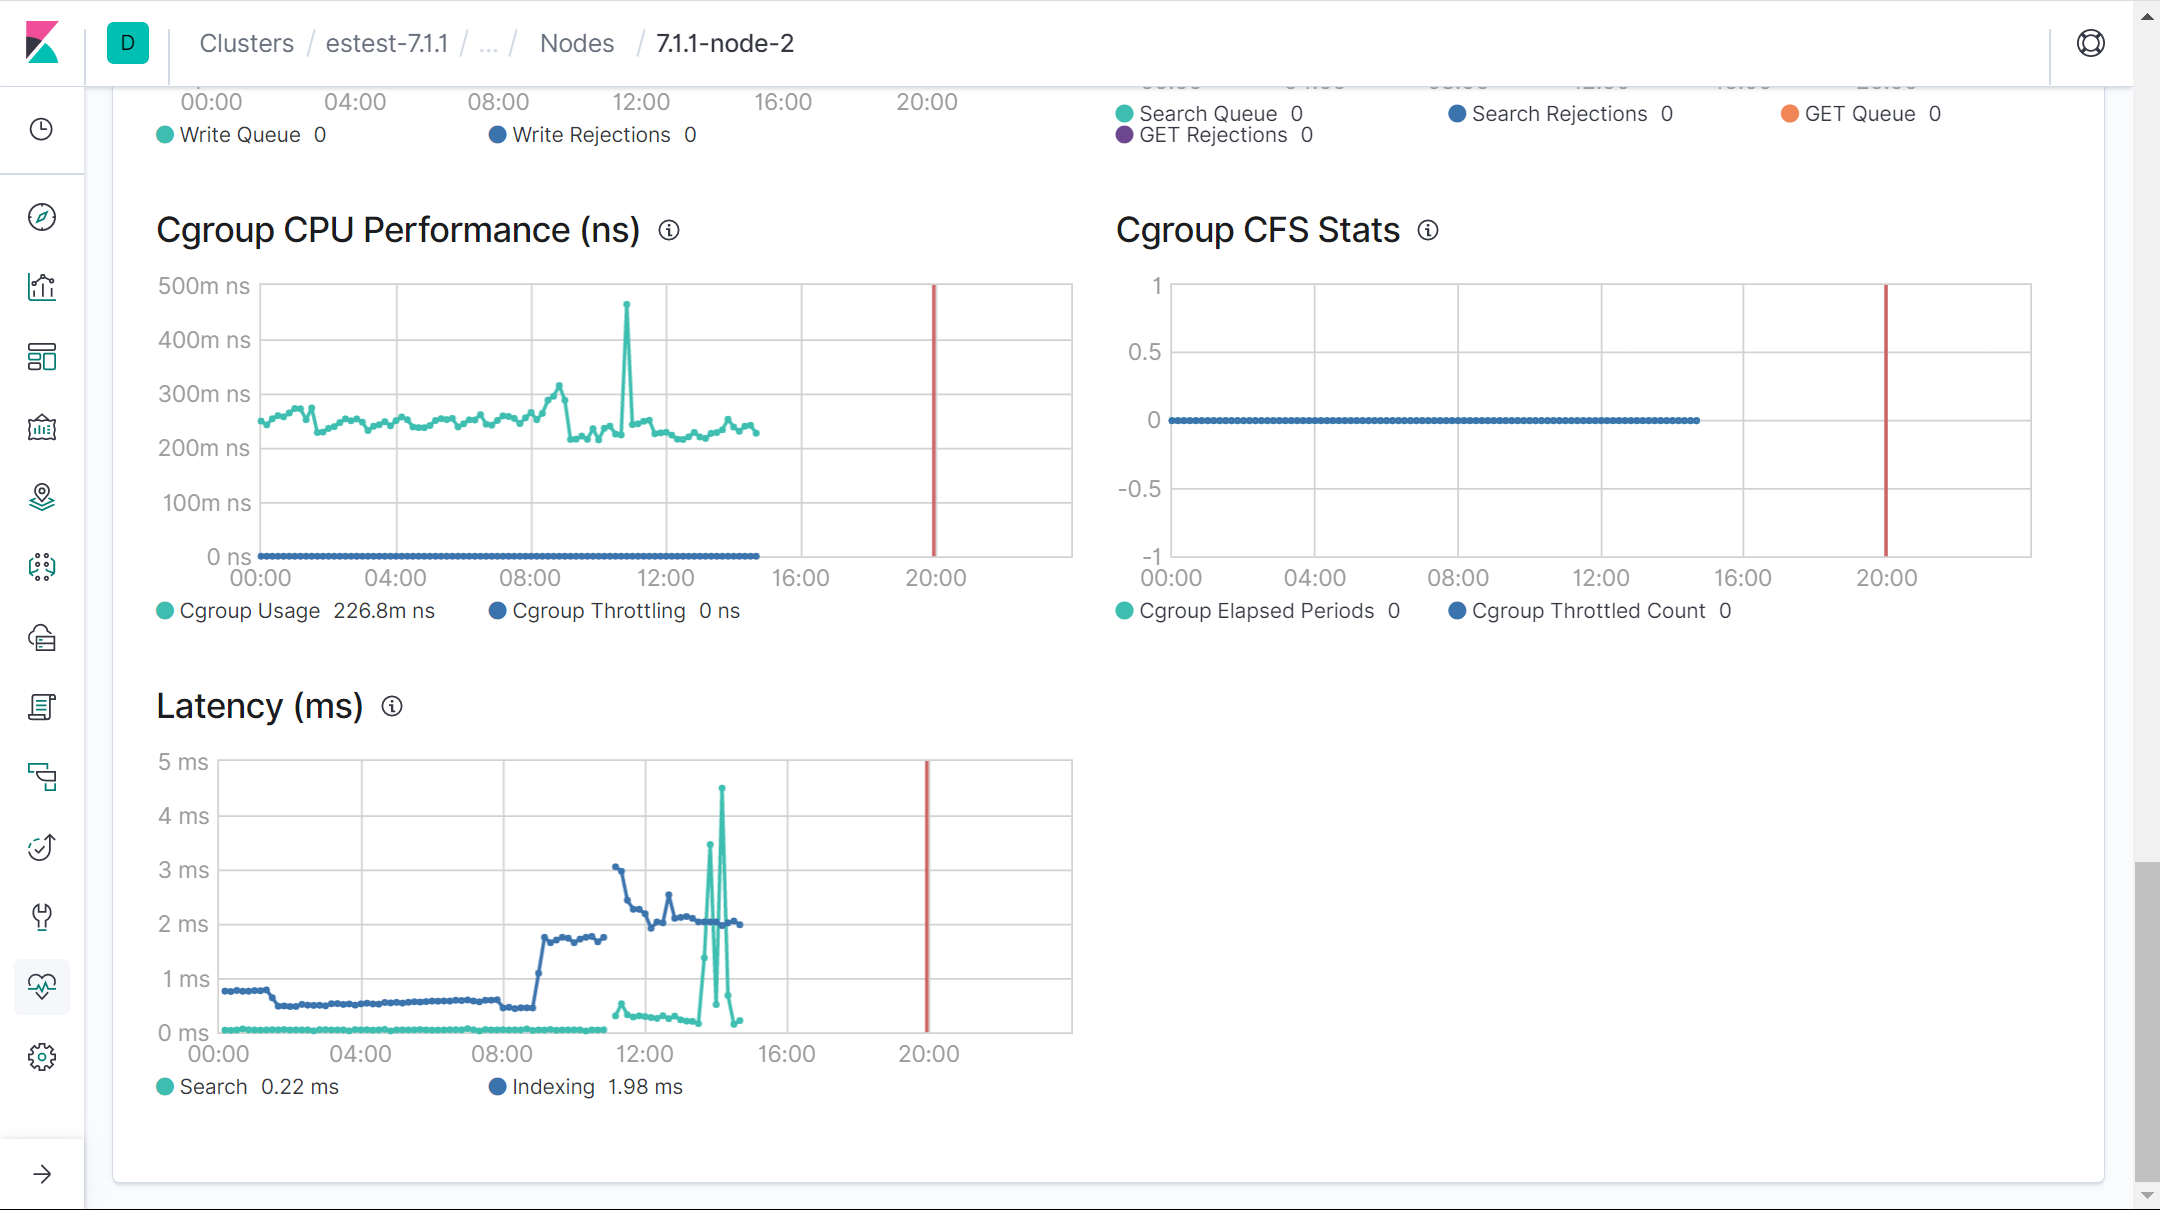 D Clusters / estest-7.1.1 / ... / Nodes / 7.1.1-node-2
00:00 04:00 08:00 12:00 16:00 20:00
Write Queue 0 Write Rejections 0
Search Queue 0 Search Rejections 0 GET Queue 0
GET Rejections 0
Cgroup CPU Performance (ns)
500m ns
400m ns
300m ns
200m ns
100m ns
0 ns
00:00 04:00 08:00 12:00 16:00 20:00
Cgroup Usage 226.8m ns Cgroup Throttling 0 ns
Cgroup CFS Stats
1
0.5
0
-0.5
-1
00:00 04:00 08:00 12:00 16:00 20:00
Cgroup Elapsed Periods 0 Cgroup Throttled Count 0
Latency (ms)
5 ms
4 ms
3 ms
2 ms
1 ms
0 ms
00:00 04:00 08:00 12:00 16:00 20:00
Search 0.22 ms Indexing 1.98 ms